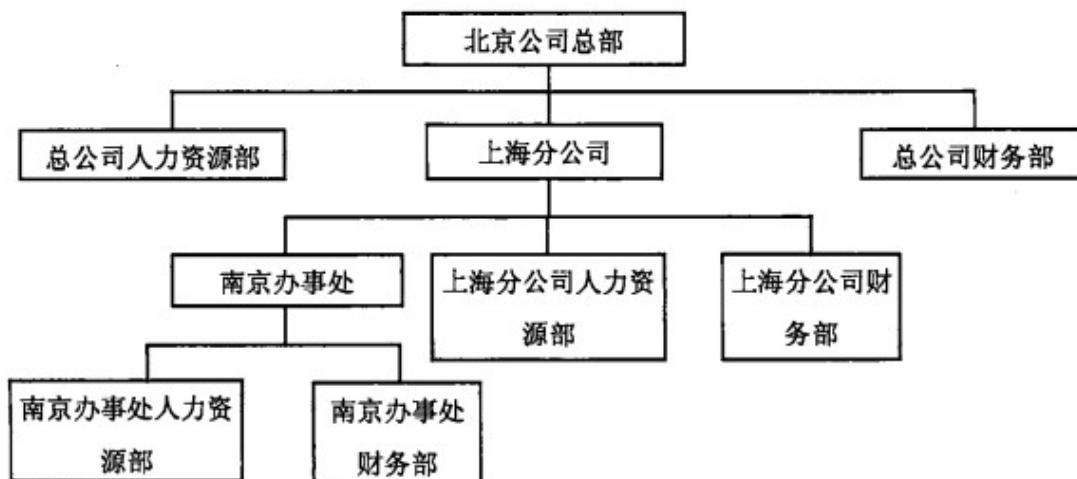 北京公司总部
总公司人力资源部
上海分公司
总公司财务部
南京办事处
上海分公司人力资
源部
上海分公司财
务部
南京办事处人力资
源部
南京办事处
财务部